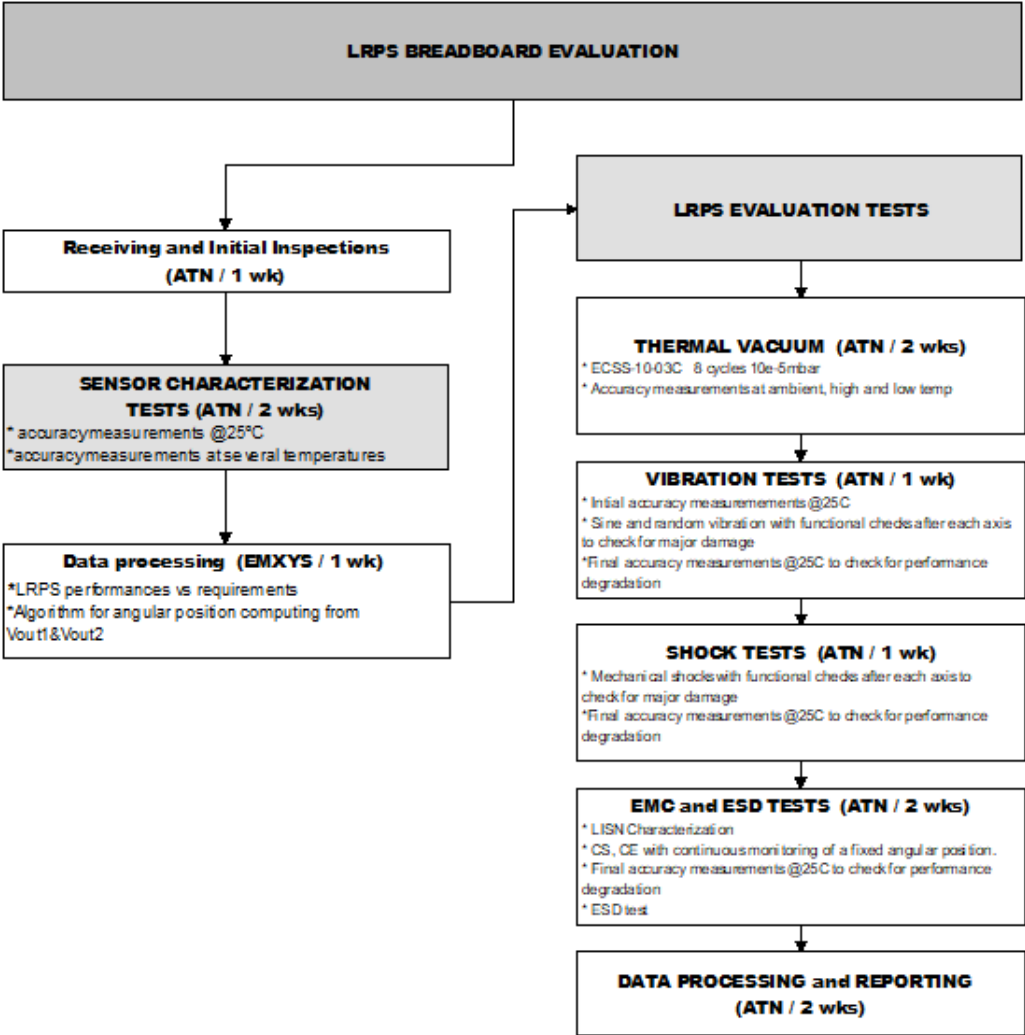 LRPS BREADBOARD EVALUATION
Receiving and Initial Inspections
(ATN / 1 wk)
SENSOR CHARACTERIZATION
TESTS (ATN / 2 wks)
* accuracy measurements @25ºC
*accuracy measurements at several temperatures
Data processing (EMXYS / 1 wk)
*LRPS performances vs requirements
*Algorithm for angular position computing from
Vout1&Vout2
LRPS EVALUATION TESTS
THERMAL VACUUM (ATN / 2 wks)
* ECSS-10-03C 8 cycles 10e-5mbar
* Accuracy measurements at ambient, high and low temp
VIBRATION TESTS (ATN / 1 wk)
* Intial accuracy measuremements @25C
* Sine and random vibration with functional checks after each axis
to check for major damage
*Final accuracy measurements @25C to check for performance
degradation
SHOCK TESTS (ATN / 1 wk)
* Mechanical shocks with functional checks after each axis to
check for major damage
*Final accuracy measurements @25C to check for performance
degradation
EMC and ESD TESTS (ATN / 2 wks)
* LISN Characterization
* CS, CE with continuous monitoring of a fixed angular position.
* Final accuracy measurements @25C to check for performance
degradation
* ESD test
DATA PROCESSING and REPORTING
(ATN / 2 wks)